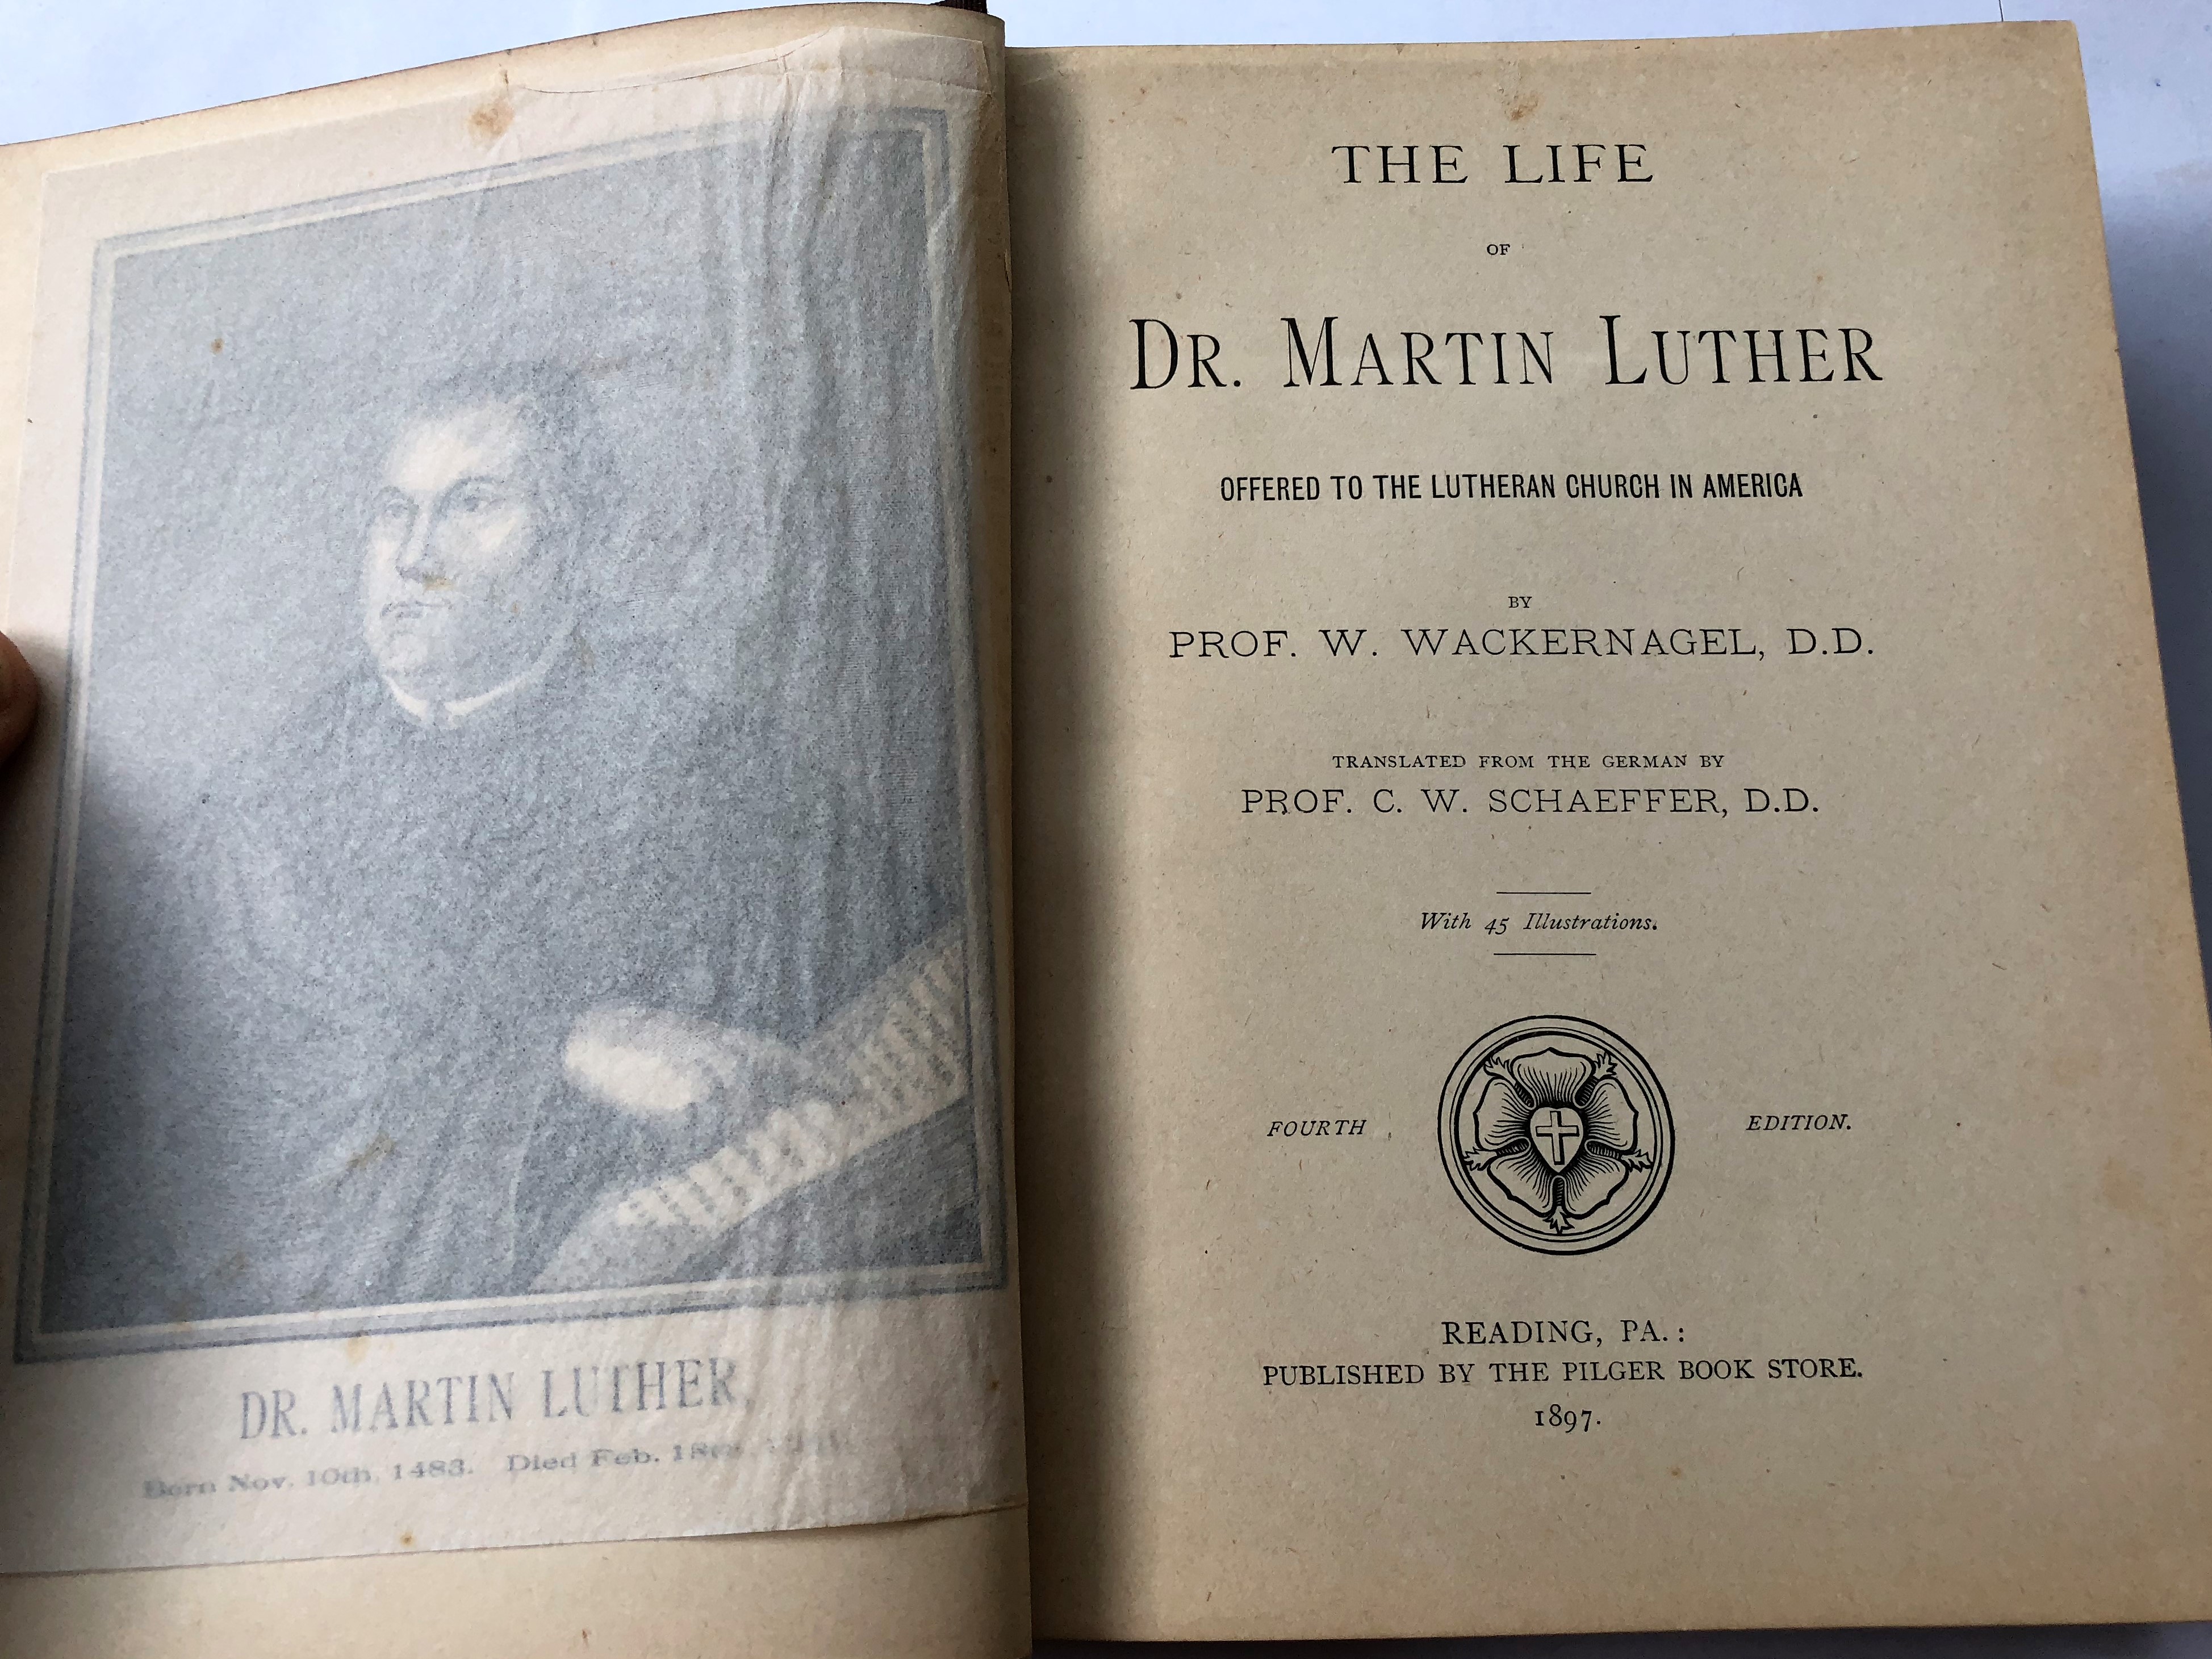 DR. MARTIN LUTHER,
Born Nov. 10th, 1483. Died Feb. 18th,
THE LIFE
OF
DR. MARTIN LUTHER
OFFERED TO THE LUTHERAN CHURCH IN AMERICA
BY
PROF. W. WACKERNAGEL, D.D.
TRANSLATED FROM THE GERMAN BY
PROF. C. W. SCHAEFFER, D.D.
With 45 Illustrations.
FOURTH EDITION.
READING, PA.:
PUBLISHED BY THE PILGER BOOK STORE.
1897.